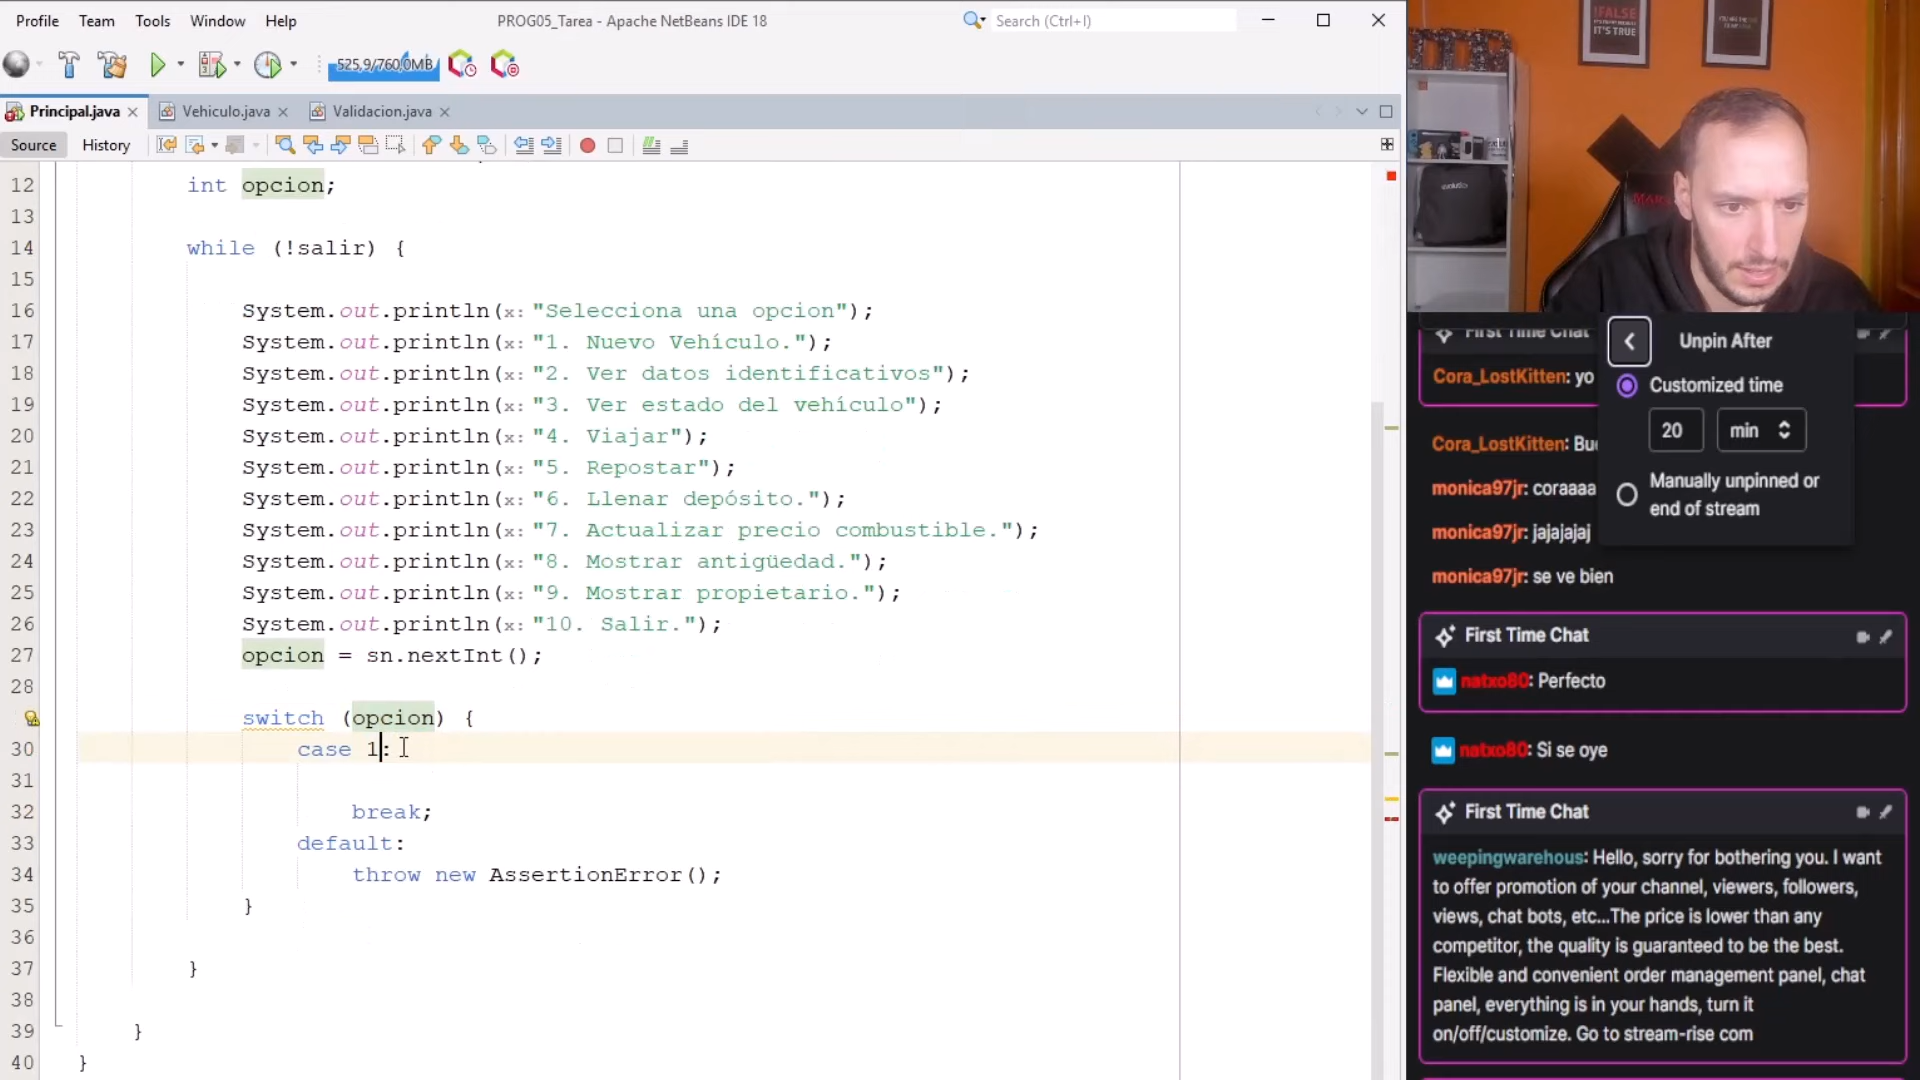 Profile Team Tools Window Help
PROG05_Tarea - Apache NetBeans IDE 18
Search (Ctrl+I)
525,9/760,0MB
Principal.java
Vehiculo.java
Validacion.java
Source History
12 int opcion;
13
14 while (!salir) {
15
16 System.out.println(x:"Selecciona una opcion");
17 System.out.println(x:"1. Nuevo Vehículo.");
18 System.out.println(x:"2. Ver datos identificativos");
19 System.out.println(x:"3. Ver estado del vehículo");
20 System.out.println(x:"4. Viajar");
21 System.out.println(x:"5. Repostar");
22 System.out.println(x:"6. Llenar depósito.");
23 System.out.println(x:"7. Actualizar precio combustible.");
24 System.out.println(x:"8. Mostrar antigüedad.");
25 System.out.println(x:"9. Mostrar propietario.");
26 System.out.println(x:"10. Salir.");
27 opcion = sn.nextInt();
28
switch (opcion) {
30 case 1:
31
32 break;
33 default:
34 throw new AssertionError();
35 }
36
37 }
38
39 }
40 }
!FALSE
IT'S TRUE
evolutio
First Time Chat
Cora_LostKitten: yo
Unpin After
Customized time
20 min
Manually unpinned or
end of stream
Cora_LostKitten: Bu
monica97jr: coraaaa
monica97jr: jajajajaj
monica97jr: se ve bien
First Time Chat
natxo80: Perfecto
natxo80: Si se oye
First Time Chat
weepingwarehous: Hello, sorry for bothering you. I want
to offer promotion of your channel, viewers, followers,
views, chat bots, etc...The price is lower than any
competitor, the quality is guaranteed to be the best.
Flexible and convenient order management panel, chat
panel, everything is in your hands, turn it
on/off/customize. Go to stream-rise com